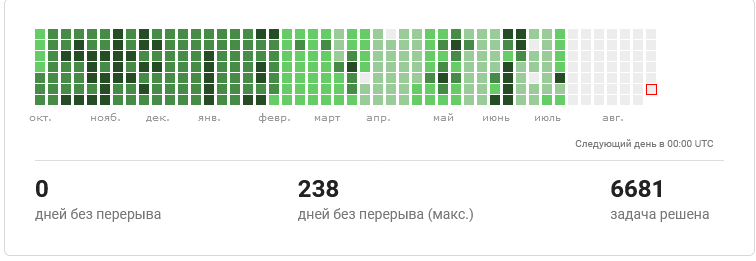 окт. нояб. дек. янв. февр. март апр. май июнь июль авг.
Следующий день в 00:00 UTC
0 238 6681
дней без перерыва дней без перерыва (макс.) задача решена